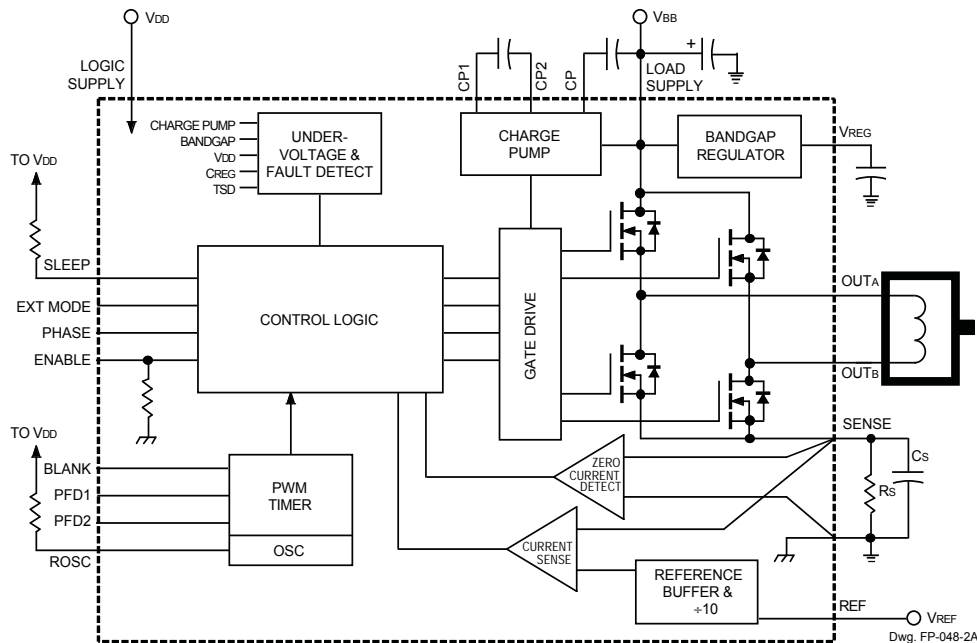 VDD
VBB
LOGIC
SUPPLY
CP1
CP2
CP
+
LOAD
SUPPLY
CHARGE PUMP
BANDGAP
VDD
CREG
TSD
UNDER-
VOLTAGE &
FAULT DETECT
CHARGE
PUMP
BANDGAP
REGULATOR
VREG
TO VDD
SLEEP
EXT MODE
PHASE
ENABLE
CONTROL LOGIC
GATE DRIVE
OUTA
OUTB
SENSE
CS
RS
TO VDD
BLANK
PFD1
PFD2
ROSC
PWM
TIMER
OSC
ZERO
CURRENT
DETECT
CURRENT
SENSE
REFERENCE
BUFFER &
÷10
REF
VREF
Dwg. FP-048-2A